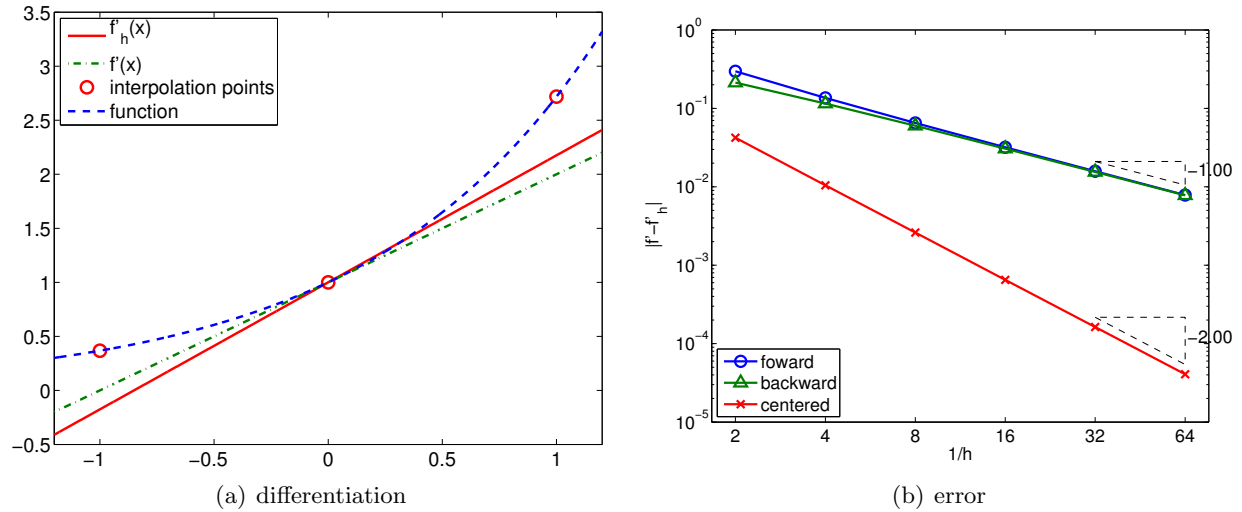 3.5
3
2.5
2
1.5
1
0.5
0
−0.5
−1
−0.5
0
0.5
1
f'_h(x)
f'(x)
interpolation points
function
(a) differentiation
10^0
10^−1
10^−2
10^−3
10^−4
10^−5
|f'−f'_h|
2
4
8
16
32
64
1/h
−1.00
−2.00
foward
backward
centered
(b) error